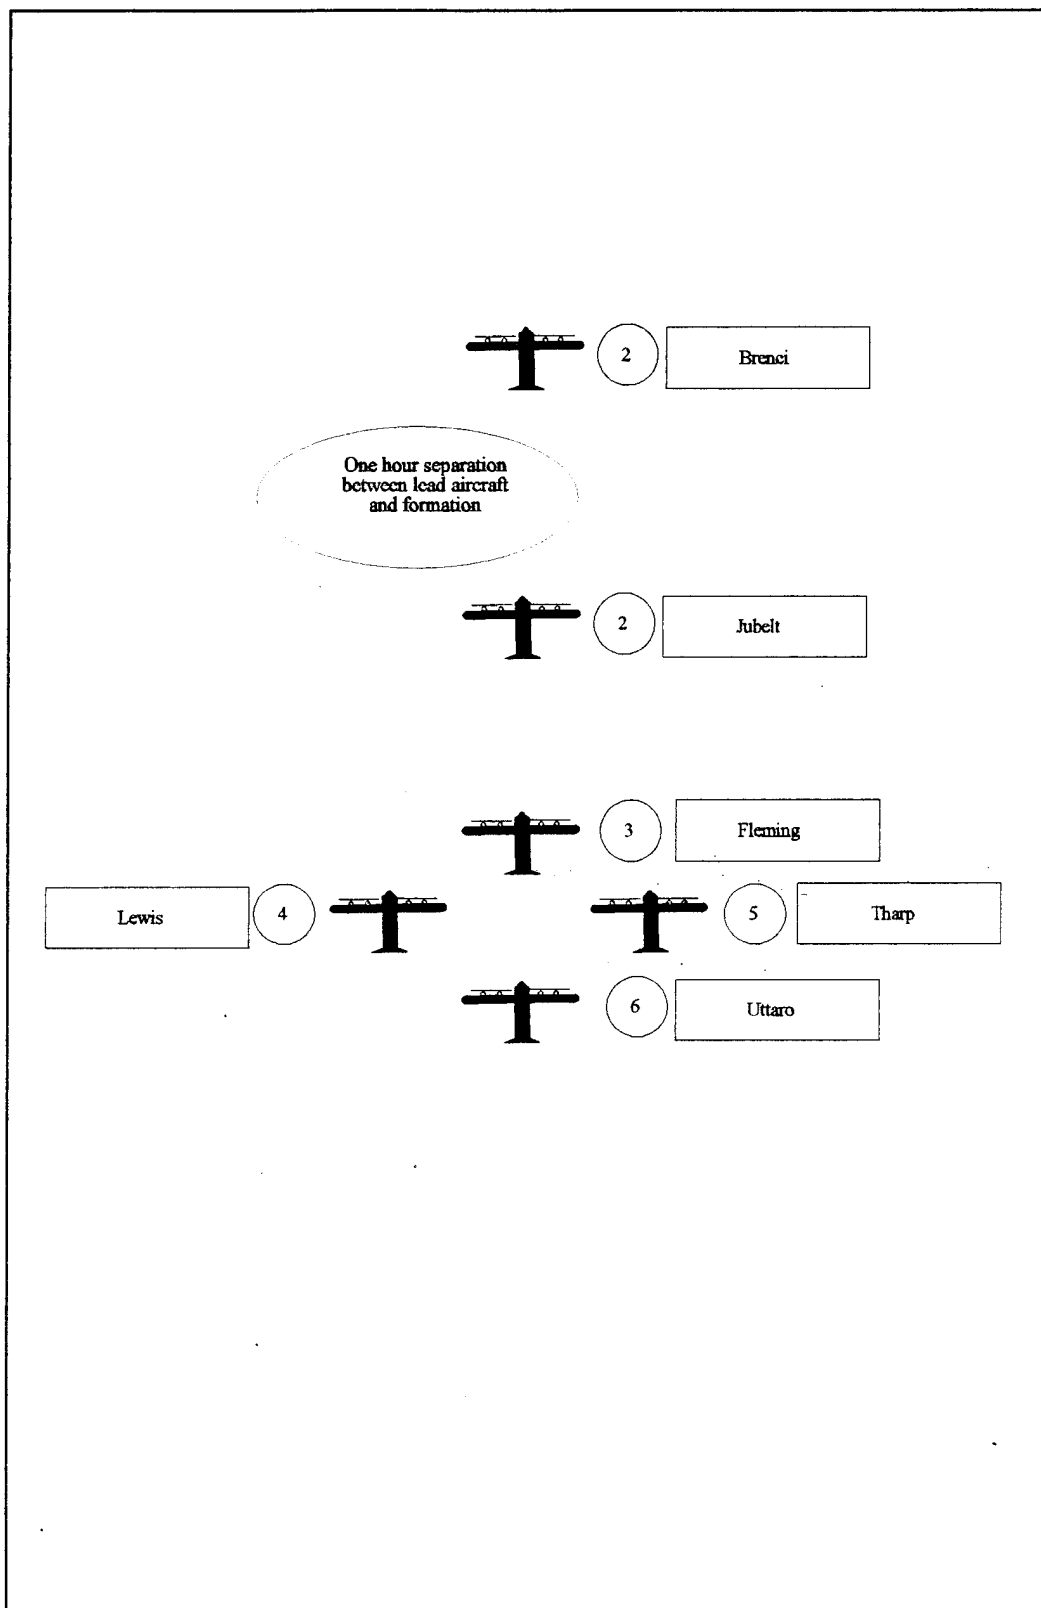 2
Brenci
One hour separation
between lead aircraft
and formation
2
Jubelt
3
Fleming
Lewis
4
5
Tharp
6
Uttaro